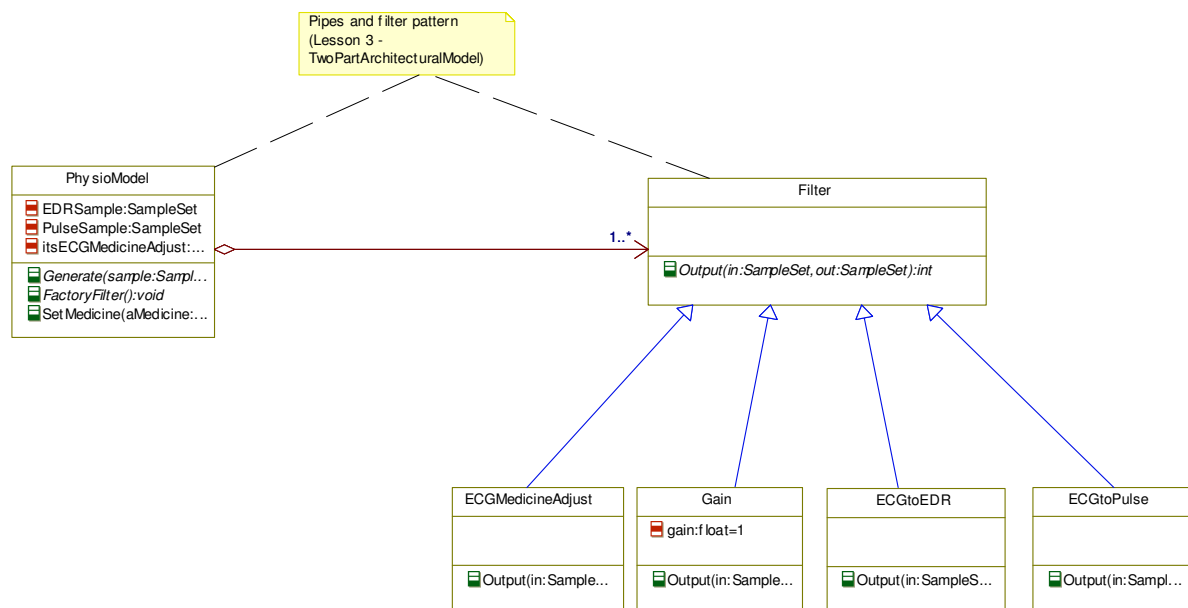 Pipes and filter pattern
(Lesson 3 -
TwoPartArchitecturalModel)
PhysioModel
EDRSample:SampleSet
PulseSample:SampleSet
itsECGMedicineAdjust:...
Generate(sample:Sampl...
FactoryFilter():void
SetMedicine(aMedicine:...
1..*
Filter
Output(in:SampleSet,out:SampleSet):int
ECGMedicineAdjust
Output(in:Sample...
Gain
gain:float=1
Output(in:Sample...
ECGtoEDR
Output(in:SampleS...
ECGtoPulse
Output(in:Sampl...